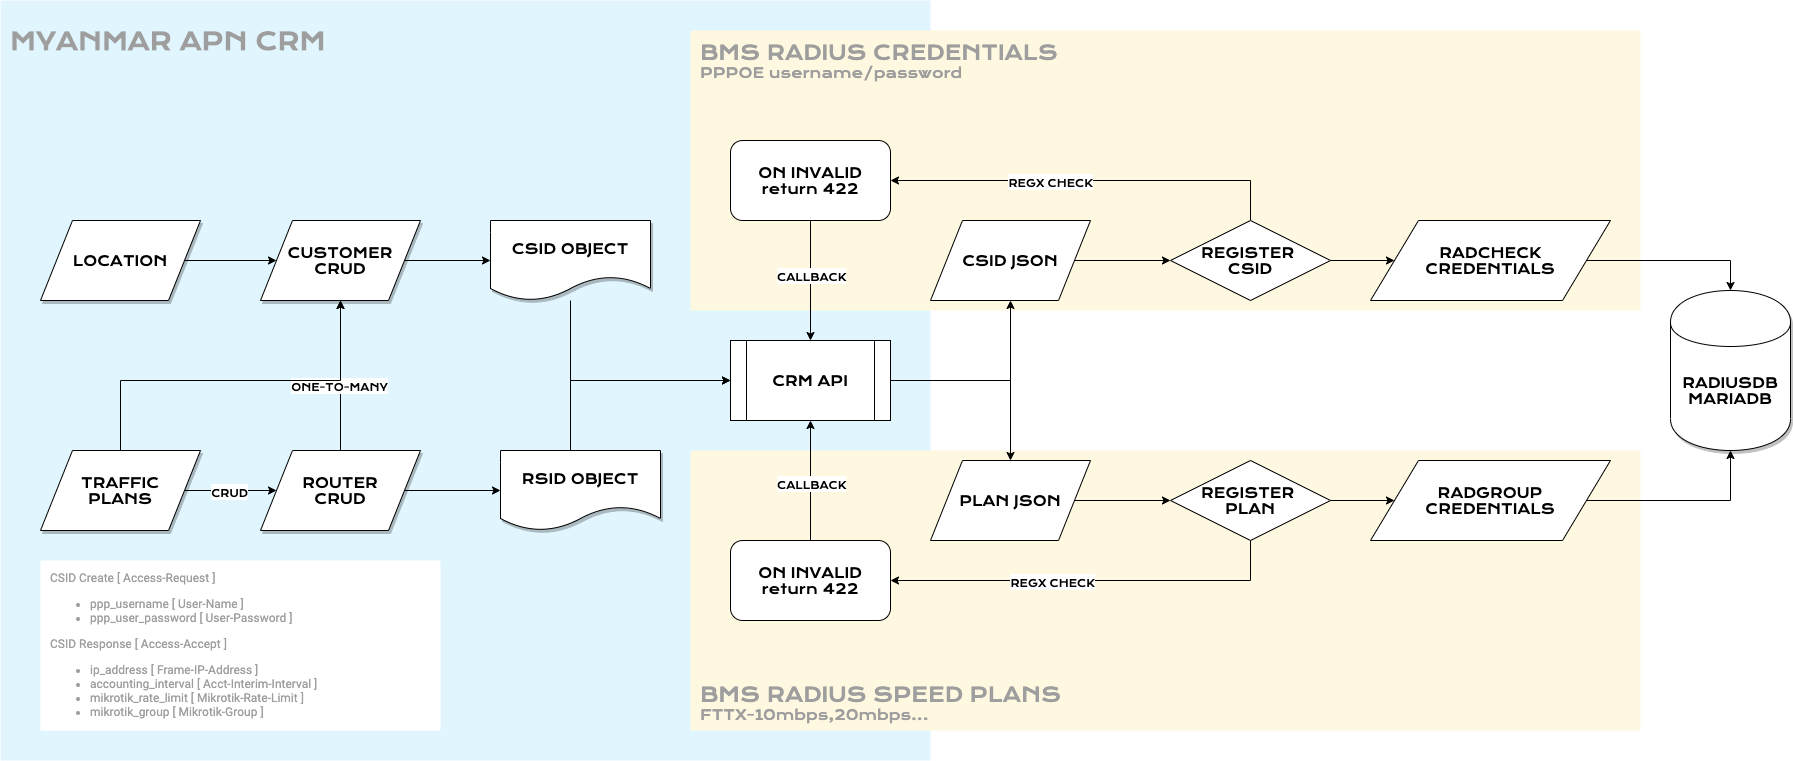 MYANMAR APN CRM
BMS RADIUS CREDENTIALS
PPPOE username/password
ON INVALID
return 422
REGX CHECK
LOCATION
CUSTOMER
CRUD
CSID OBJECT
CALLBACK
CSID JSON
REGISTER
CSID
RADCHECK
CREDENTIALS
ONE-TO-MANY
CRM API
RADIUSDB
MARIADB
TRAFFIC
PLANS
CRUD
ROUTER
CRUD
RSID OBJECT
CALLBACK
PLAN JSON
REGISTER
PLAN
RADGROUP
CREDENTIALS
ON INVALID
return 422
REGX CHECK
CSID Create [ Access-Request ]
• ppp_username [ User-Name ]
• ppp_user_password [ User-Password ]
CSID Response [ Access-Accept ]
• ip_address [ Frame-IP-Address ]
• accounting_interval [ Acct-Interim-Interval ]
• mikrotik_rate_limit [ Mikrotik-Rate-Limit ]
• mikrotik_group [ Mikrotik-Group ]
BMS RADIUS SPEED PLANS
FTTX-10mbps,20mbps...